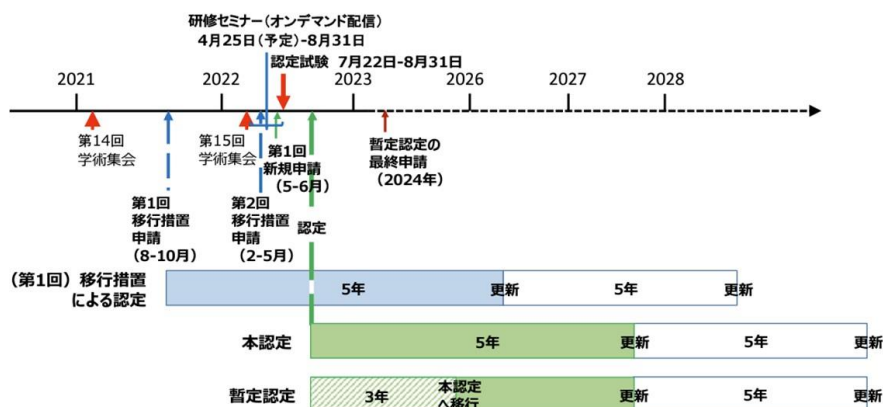 研修セミナー（オンデマンド配信）
4月25日（予定）-8月31日
認定試験 7月22日-8月31日
2021
2022
2023
2026
2027
2028
第14回
学術集会
第15回
学術集会
第1回
新規申請
（5-6月）
暫定認定の
最終申請
（2024年）
第1回
移行措置
申請
（8-10月）
第2回
移行措置
申請
（2-5月）
認定
（第1回）移行措置
による認定
5年
更新
5年
更新
本認定
5年
更新
5年
更新
暫定認定
3年
本認定
へ移行
更新
5年
更新